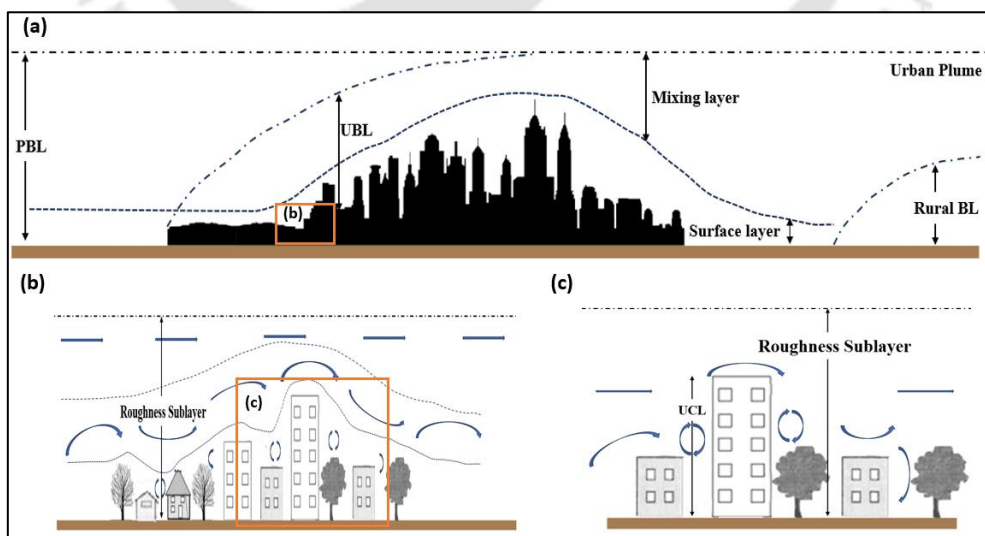 (a)
Urban Plume
Mixing layer
UBL
PBL
(b)
Rural BL
Surface layer
(b)
Roughness Sublayer
(c)
(c)
Roughness Sublayer
UCL